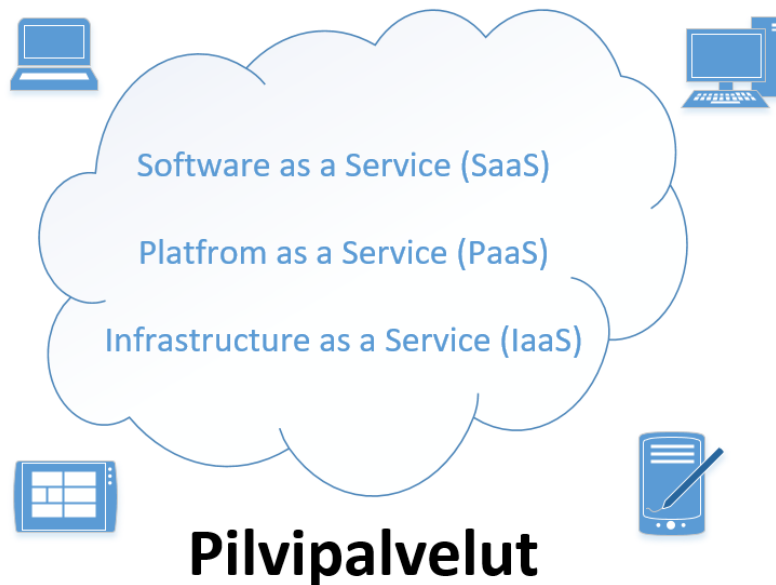 Software as a Service (SaaS)
Platfrom as a Service (PaaS)
Infrastructure as a Service (IaaS)
Pilvipalvelut